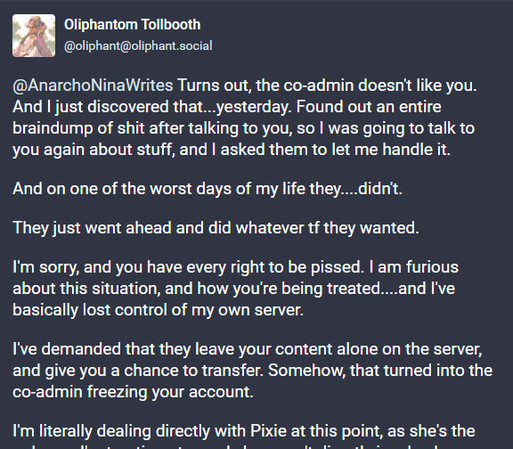 Oliphantom Tollbooth
@oliphant@oliphant.social
@AnarchoNinaWrites Turns out, the co-admin doesn't like you.
And I just discovered that...yesterday. Found out an entire
braindump of shit after talking to you, so I was going to talk to
you again about stuff, and I asked them to let me handle it.
And on one of the worst days of my life they....didn't.
They just went ahead and did whatever tf they wanted.
I'm sorry, and you have every right to be pissed. I am furious
about this situation, and how you're being treated....and I've
basically lost control of my own server.
I've demanded that they leave your content alone on the server,
and give you a chance to transfer. Somehow, that turned into the
co-admin freezing your account.
I'm literally dealing directly with Pixie at this point, as she's the